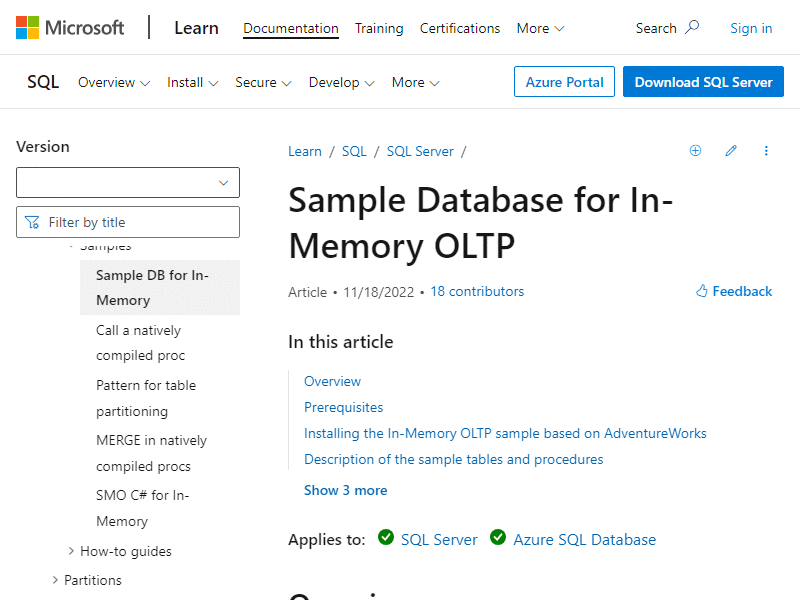 Microsoft Learn Documentation Training Certifications More Search Sign in
SQL Overview Install Secure Develop More Azure Portal Download SQL Server
Version
Filter by title
Samples
Sample DB for In-
Memory
Call a natively
compiled proc
Pattern for table
partitioning
MERGE in natively
compiled procs
SMO C# for In-
Memory
How-to guides
Partitions
Learn / SQL / SQL Server /
Sample Database for In-
Memory OLTP
Article • 11/18/2022 • 18 contributors
Feedback
In this article
Overview
Prerequisites
Installing the In-Memory OLTP sample based on AdventureWorks
Description of the sample tables and procedures
Show 3 more
Applies to: SQL Server Azure SQL Database
Overview